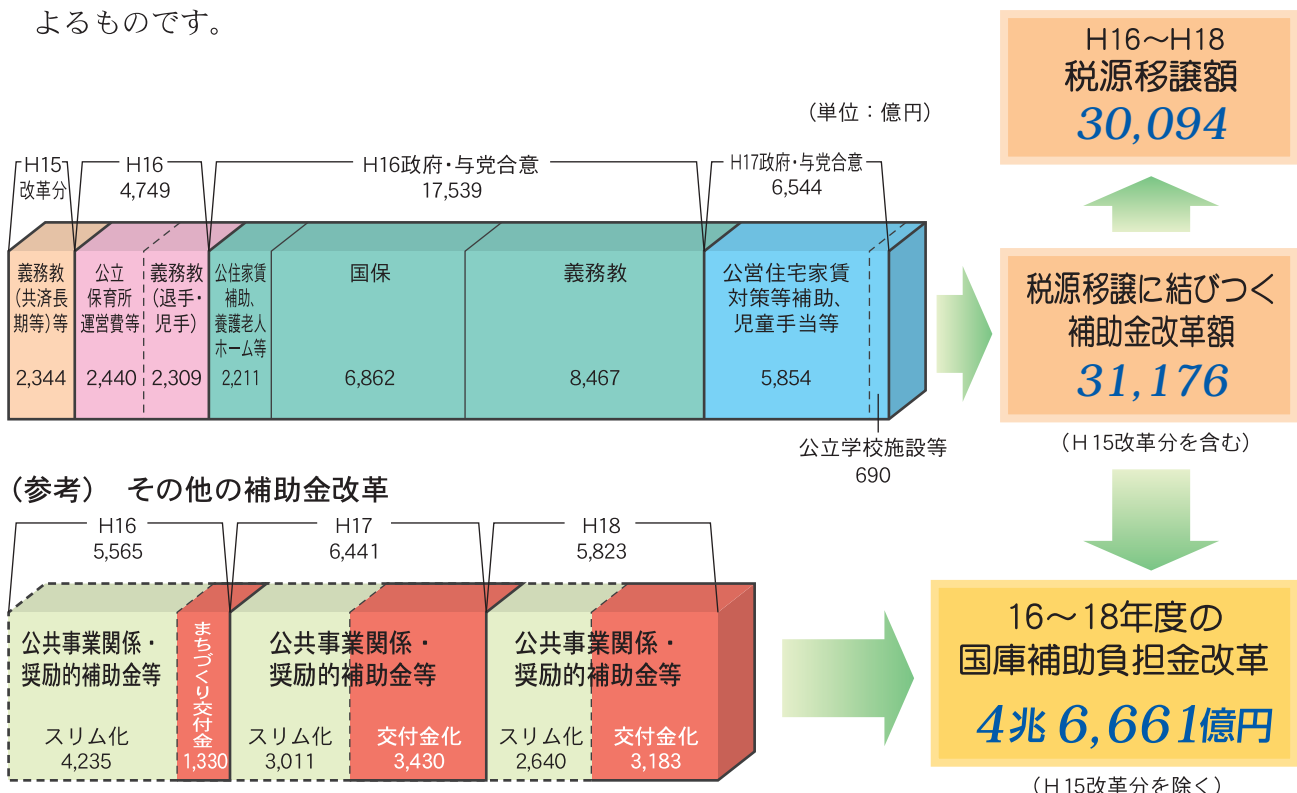 よるものです。
（単位：億円）
H15
改革分
H16
4,749
H16政府・与党合意
17,539
H17政府・与党合意
6,544
義務教
（共済長
期等）等
2,344
公立
保育所
運営費等
2,440
義務教
（退手・
児手）
2,309
公住家賃
補助、
養護老人
ホーム等
2,211
国保
6,862
義務教
8,467
公営住宅家賃
対策等補助、
児童手当等
5,854
公立学校施設等
690
H16～H18
税源移譲額
30,094
税源移譲に結びつく
補助金改革額
31,176
（H15改革分を含む）
（参考）　その他の補助金改革
H16
5,565
H17
6,441
H18
5,823
公共事業関係・
奨励的補助金等
スリム化
4,235
まちづくり交付金
1,330
公共事業関係・
奨励的補助金等
スリム化
3,011
交付金化
3,430
公共事業関係・
奨励的補助金等
スリム化
2,640
交付金化
3,183
16～18年度の
国庫補助負担金改革
4兆6,661億円
（H15改革分を除く）